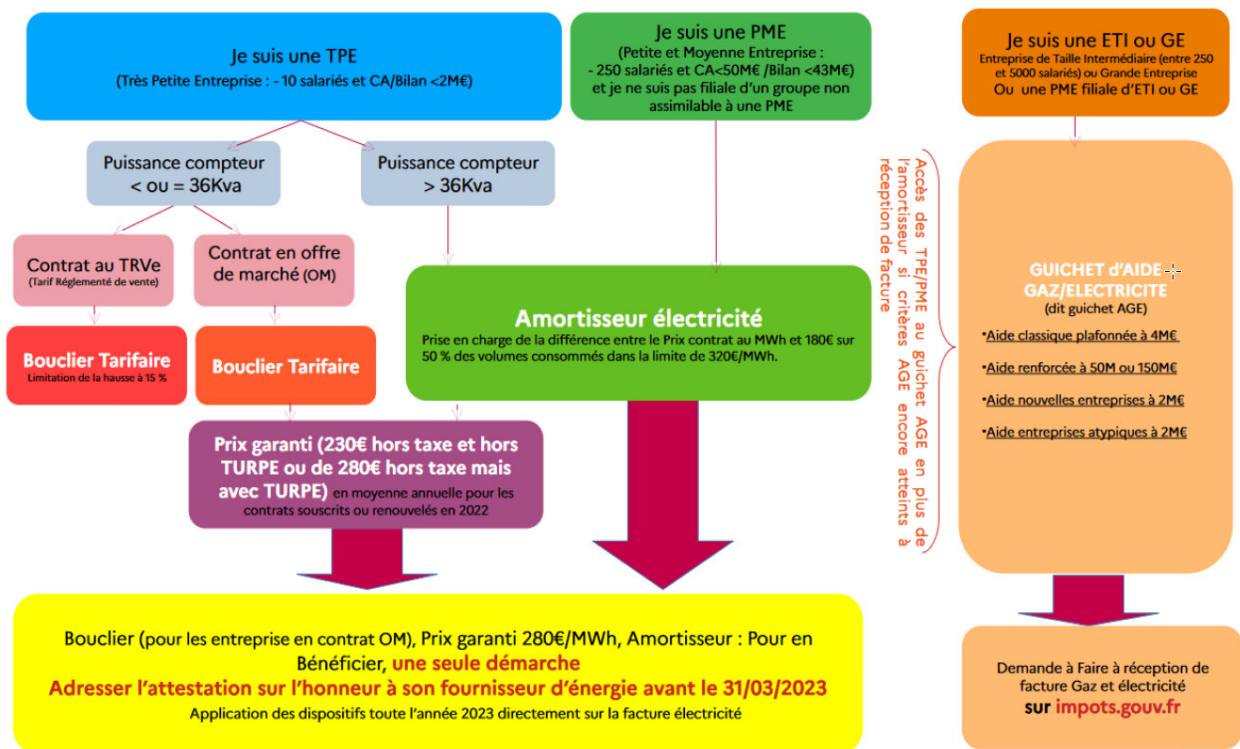 Je suis une TPE
(Très Petite Entreprise : - 10 salariés et CA/Bilan <2M€)
Je suis une PME
(Petite et Moyenne Entreprise :
- 250 salariés et CA<50M€ /Bilan <43M€)
et je ne suis pas filiale d'un groupe non
assimilable à une PME
Je suis une ETI ou GE
Entreprise de Taille Intermédiaire (entre 250
et 5000 salariés) ou Grande Entreprise
Ou une PME filiale d'ETI ou GE
Puissance compteur
< ou = 36Kva
Puissance compteur
> 36Kva
Contrat au TRVe
(Tarif Réglementé de vente)
Contrat en offre
de marché (OM)
Bouclier Tarifaire
Limitation de la hausse à 15 %
Bouclier Tarifaire
Amortisseur électricité
Prise en charge de la différence entre le Prix contrat au MWh et 180€ sur
50 % des volumes consommés dans la limite de 320€/MWh.
Prix garanti (230€ hors taxe et hors
TURPE ou de 280€ hors taxe mais
avec TURPE) en moyenne annuelle pour les
contrats souscrits ou renouvelés en 2022
Accès des TPE/PME au guichet AGE en plus de
l'amortisseur si critères AGE encore atteints à
réception de facture
GUICHET d'AIDE
GAZ/ELECTRICITE
(dit guichet AGE)
•Aide classique plafonnée à 4M€
•Aide renforcée à 50M ou 150M€
•Aide nouvelles entreprises à 2M€
•Aide entreprises atypiques à 2M€
Bouclier (pour les entreprise en contrat OM), Prix garanti 280€/MWh, Amortisseur : Pour en
Bénéficier, une seule démarche
Adresser l'attestation sur l'honneur à son fournisseur d'énergie avant le 31/03/2023
Application des dispositifs toute l'année 2023 directement sur la facture électricité
Demande à Faire à réception de
facture Gaz et électricité
sur impots.gouv.fr